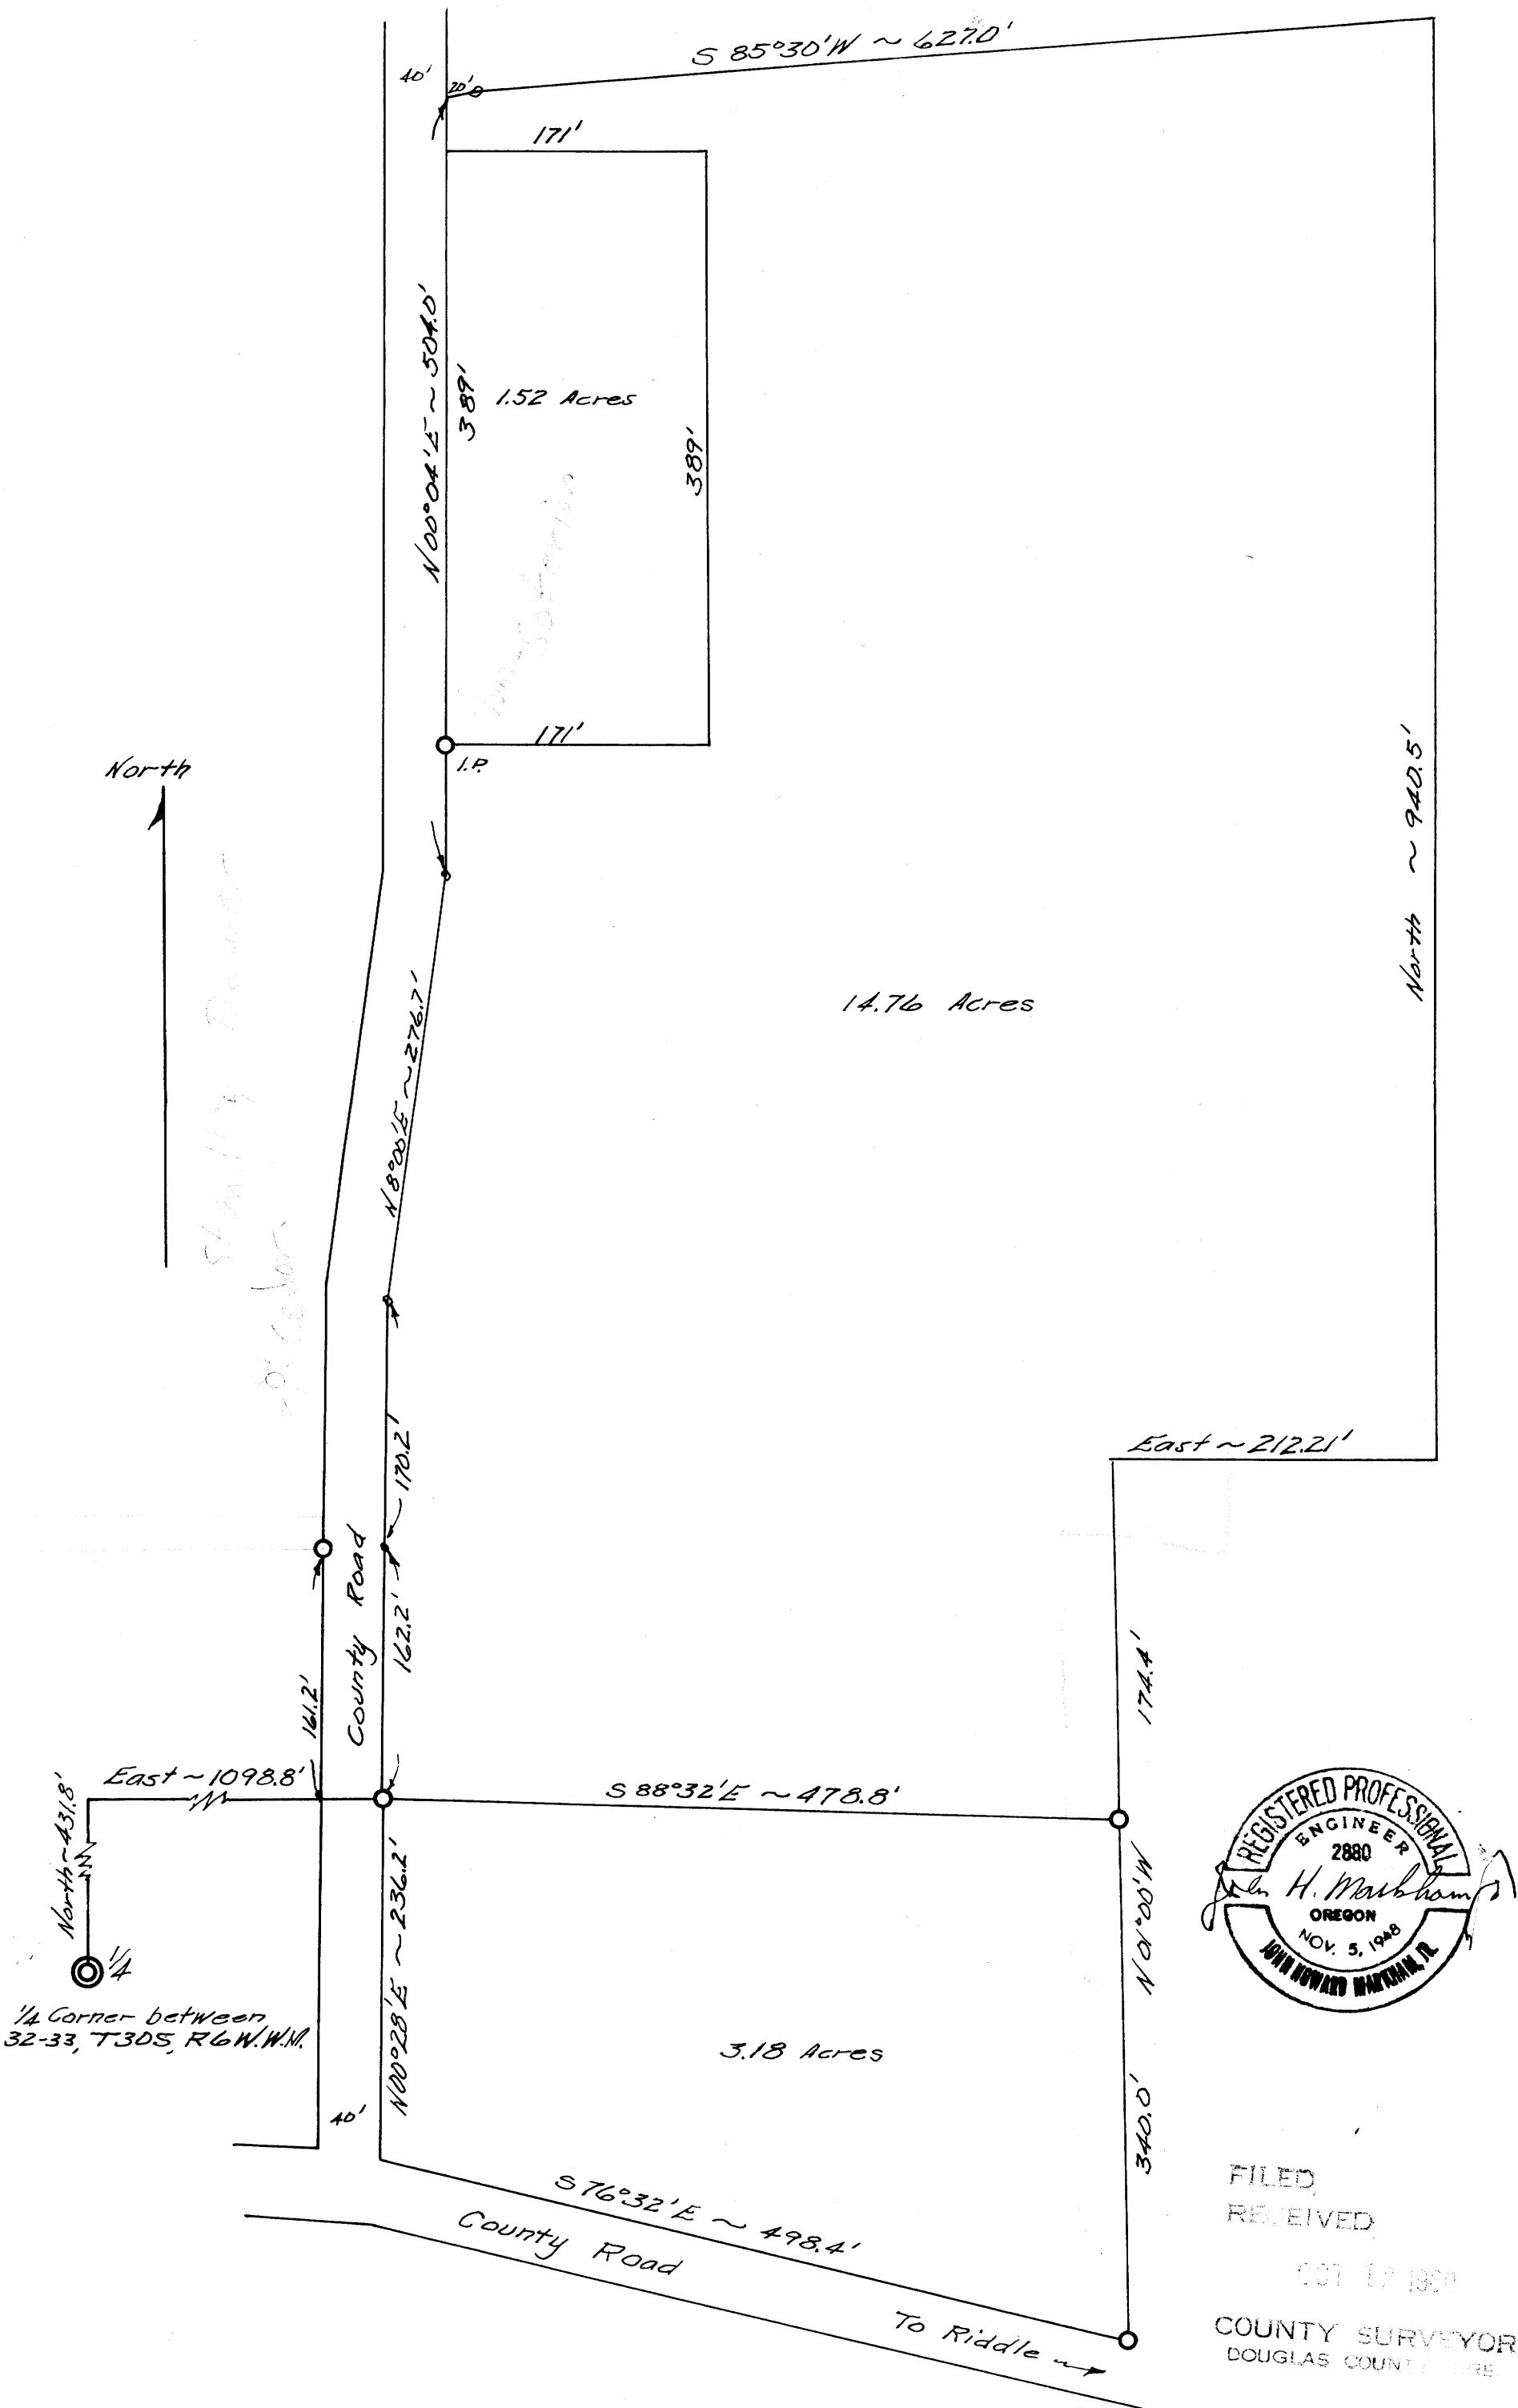 S 85°30'W ~ 627.0'
40'
20'
171'
N00°04'E ~ 504.0'
389'
1.52 Acres
389'
171'
I.P.
North
North ~ 940.5'
N8°00'E ~ 276.7'
14.76 Acres
170.2'
East ~ 212.21'
County Road
162.2'
161.2'
174.4'
East ~ 1098.8'
S 88°32'E ~ 478.8'
North ~ 431.8'
1/4
1/4 Corner between
32-33, T30S, R6W.W.M.
N00°28'E ~ 236.2'
N01°00'W
3.18 Acres
340.0'
40'
S 76°32'E ~ 498.4'
County Road
To Riddle
REGISTERED PROFESSIONAL
ENGINEER
2880
H. Markham
OREGON
NOV. 5, 1948
JOHN HOWARD MARKHAM, JR.
FILED
RECEIVED
OCT
COUNTY SURVEYOR
DOUGLAS COUNTY